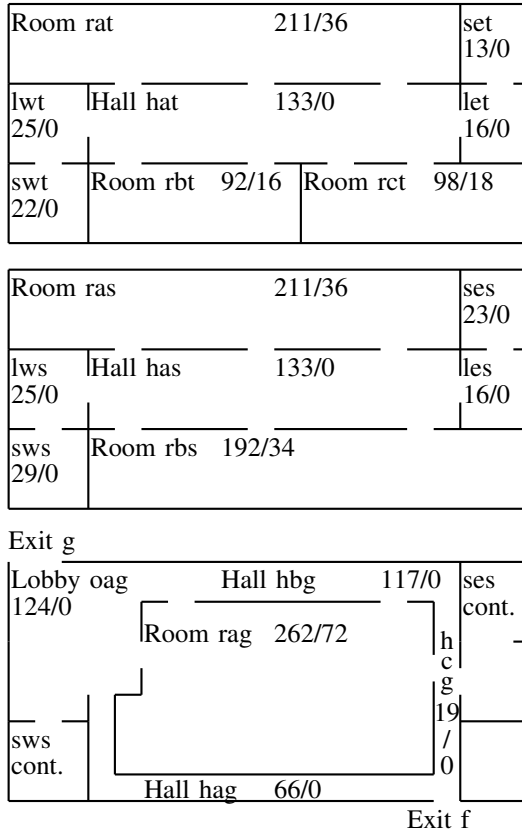 Room rat 211/36 set
13/0
lwt Hall hat 133/0 let
25/0 16/0
swt Room rbt 92/16 Room rct 98/18
22/0
Room ras 211/36 ses
23/0
lws Hall has 133/0 les
25/0 16/0
sws Room rbs 192/34
29/0
Exit g
Lobby oag Hall hbg 117/0 ses
124/0 cont.
Room rag 262/72 h
c
g
19
sws /
cont. 0
Hall hag 66/0
Exit f